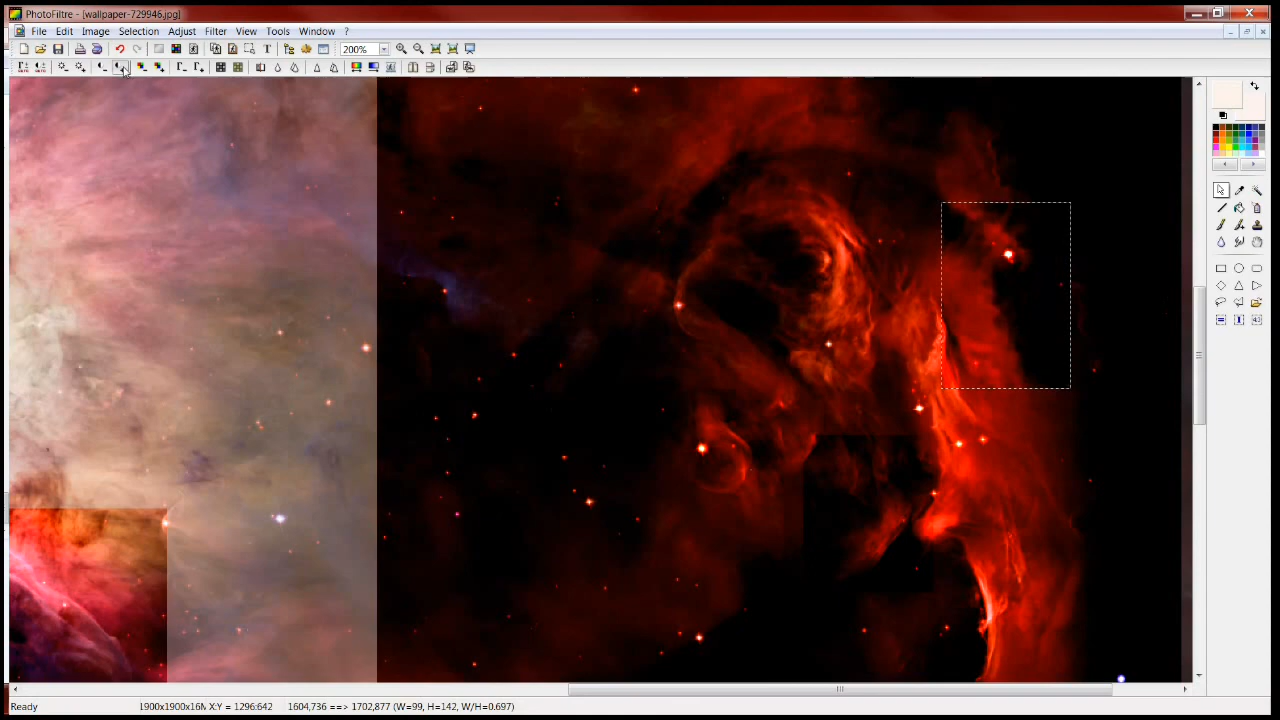 PhotoFiltre - [wallpaper-729946.jpg]
File Edit Image Selection Adjust Filter View Tools Window ?
200%
Ready 1900x1900x16M X:Y = 1296:642 1604,736 ==> 1702,877 (W=99, H=142, W/H=0.697)